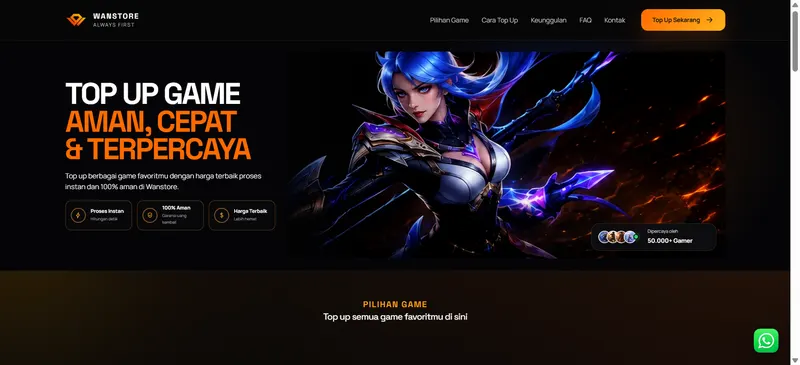 WANSTORE
ALWAYS FIRST
Pilihan Game
Cara Top Up
Keunggulan
FAQ
Kontak
Top Up Sekarang
TOP UP GAME
AMAN, CEPAT
& TERPERCAYA
Top up berbagai game favoritmu dengan harga terbaik proses
instan dan 100% aman di Wanstore.
Proses Instan
Hitungan detik
100% Aman
Garansi uang
kembali
Harga Terbaik
Lebih hemat
Dipercaya oleh
50.000+ Gamer
PILIHAN GAME
Top up semua game favoritmu di sini